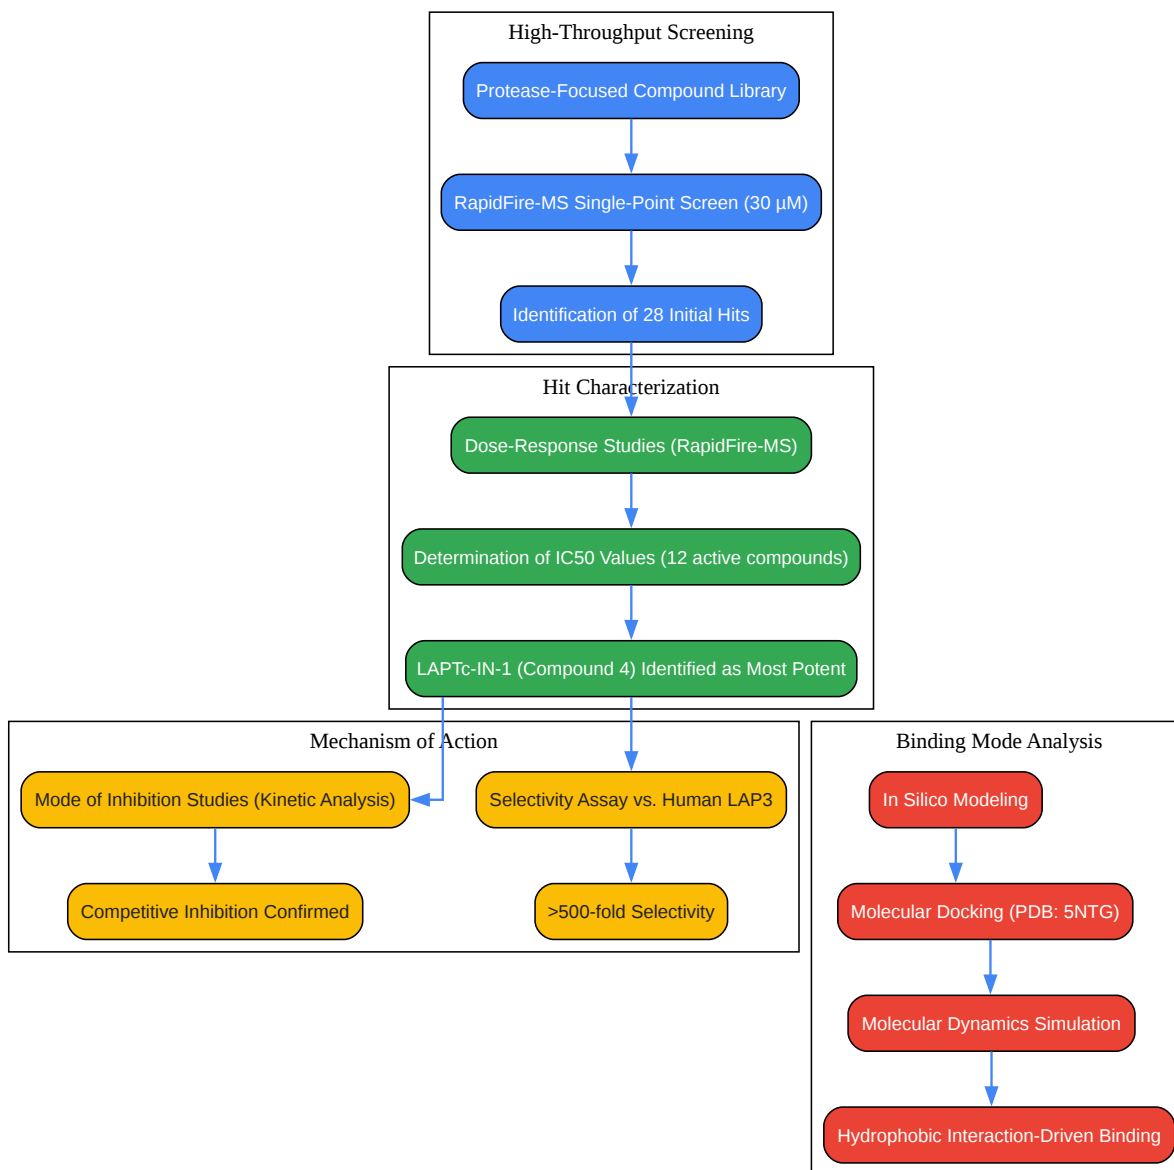 High-Throughput Screening
Protease-Focused Compound Library
RapidFire-MS Single-Point Screen (30 µM)
Identification of 28 Initial Hits
Hit Characterization
Dose-Response Studies (RapidFire-MS)
Determination of IC50 Values (12 active compounds)
LAPTc-IN-1 (Compound 4) Identified as Most Potent
Mechanism of Action
Mode of Inhibition Studies (Kinetic Analysis)
Selectivity Assay vs. Human LAP3
Competitive Inhibition Confirmed
>500-fold Selectivity
Binding Mode Analysis
In Silico Modeling
Molecular Docking (PDB: 5NTG)
Molecular Dynamics Simulation
Hydrophobic Interaction-Driven Binding